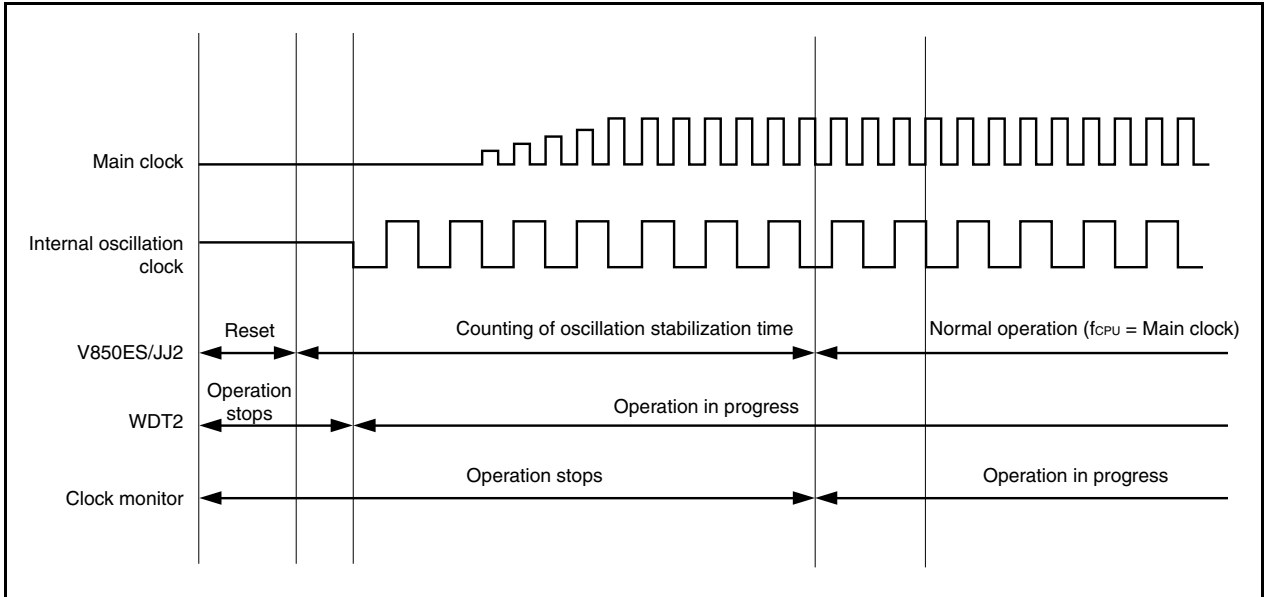 Main clock
Internal oscillation
clock
Reset
Counting of oscillation stabilization time
Normal operation (fCPU = Main clock)
V850ES/JJ2
Operation
stops
Operation in progress
WDT2
Operation stops
Operation in progress
Clock monitor